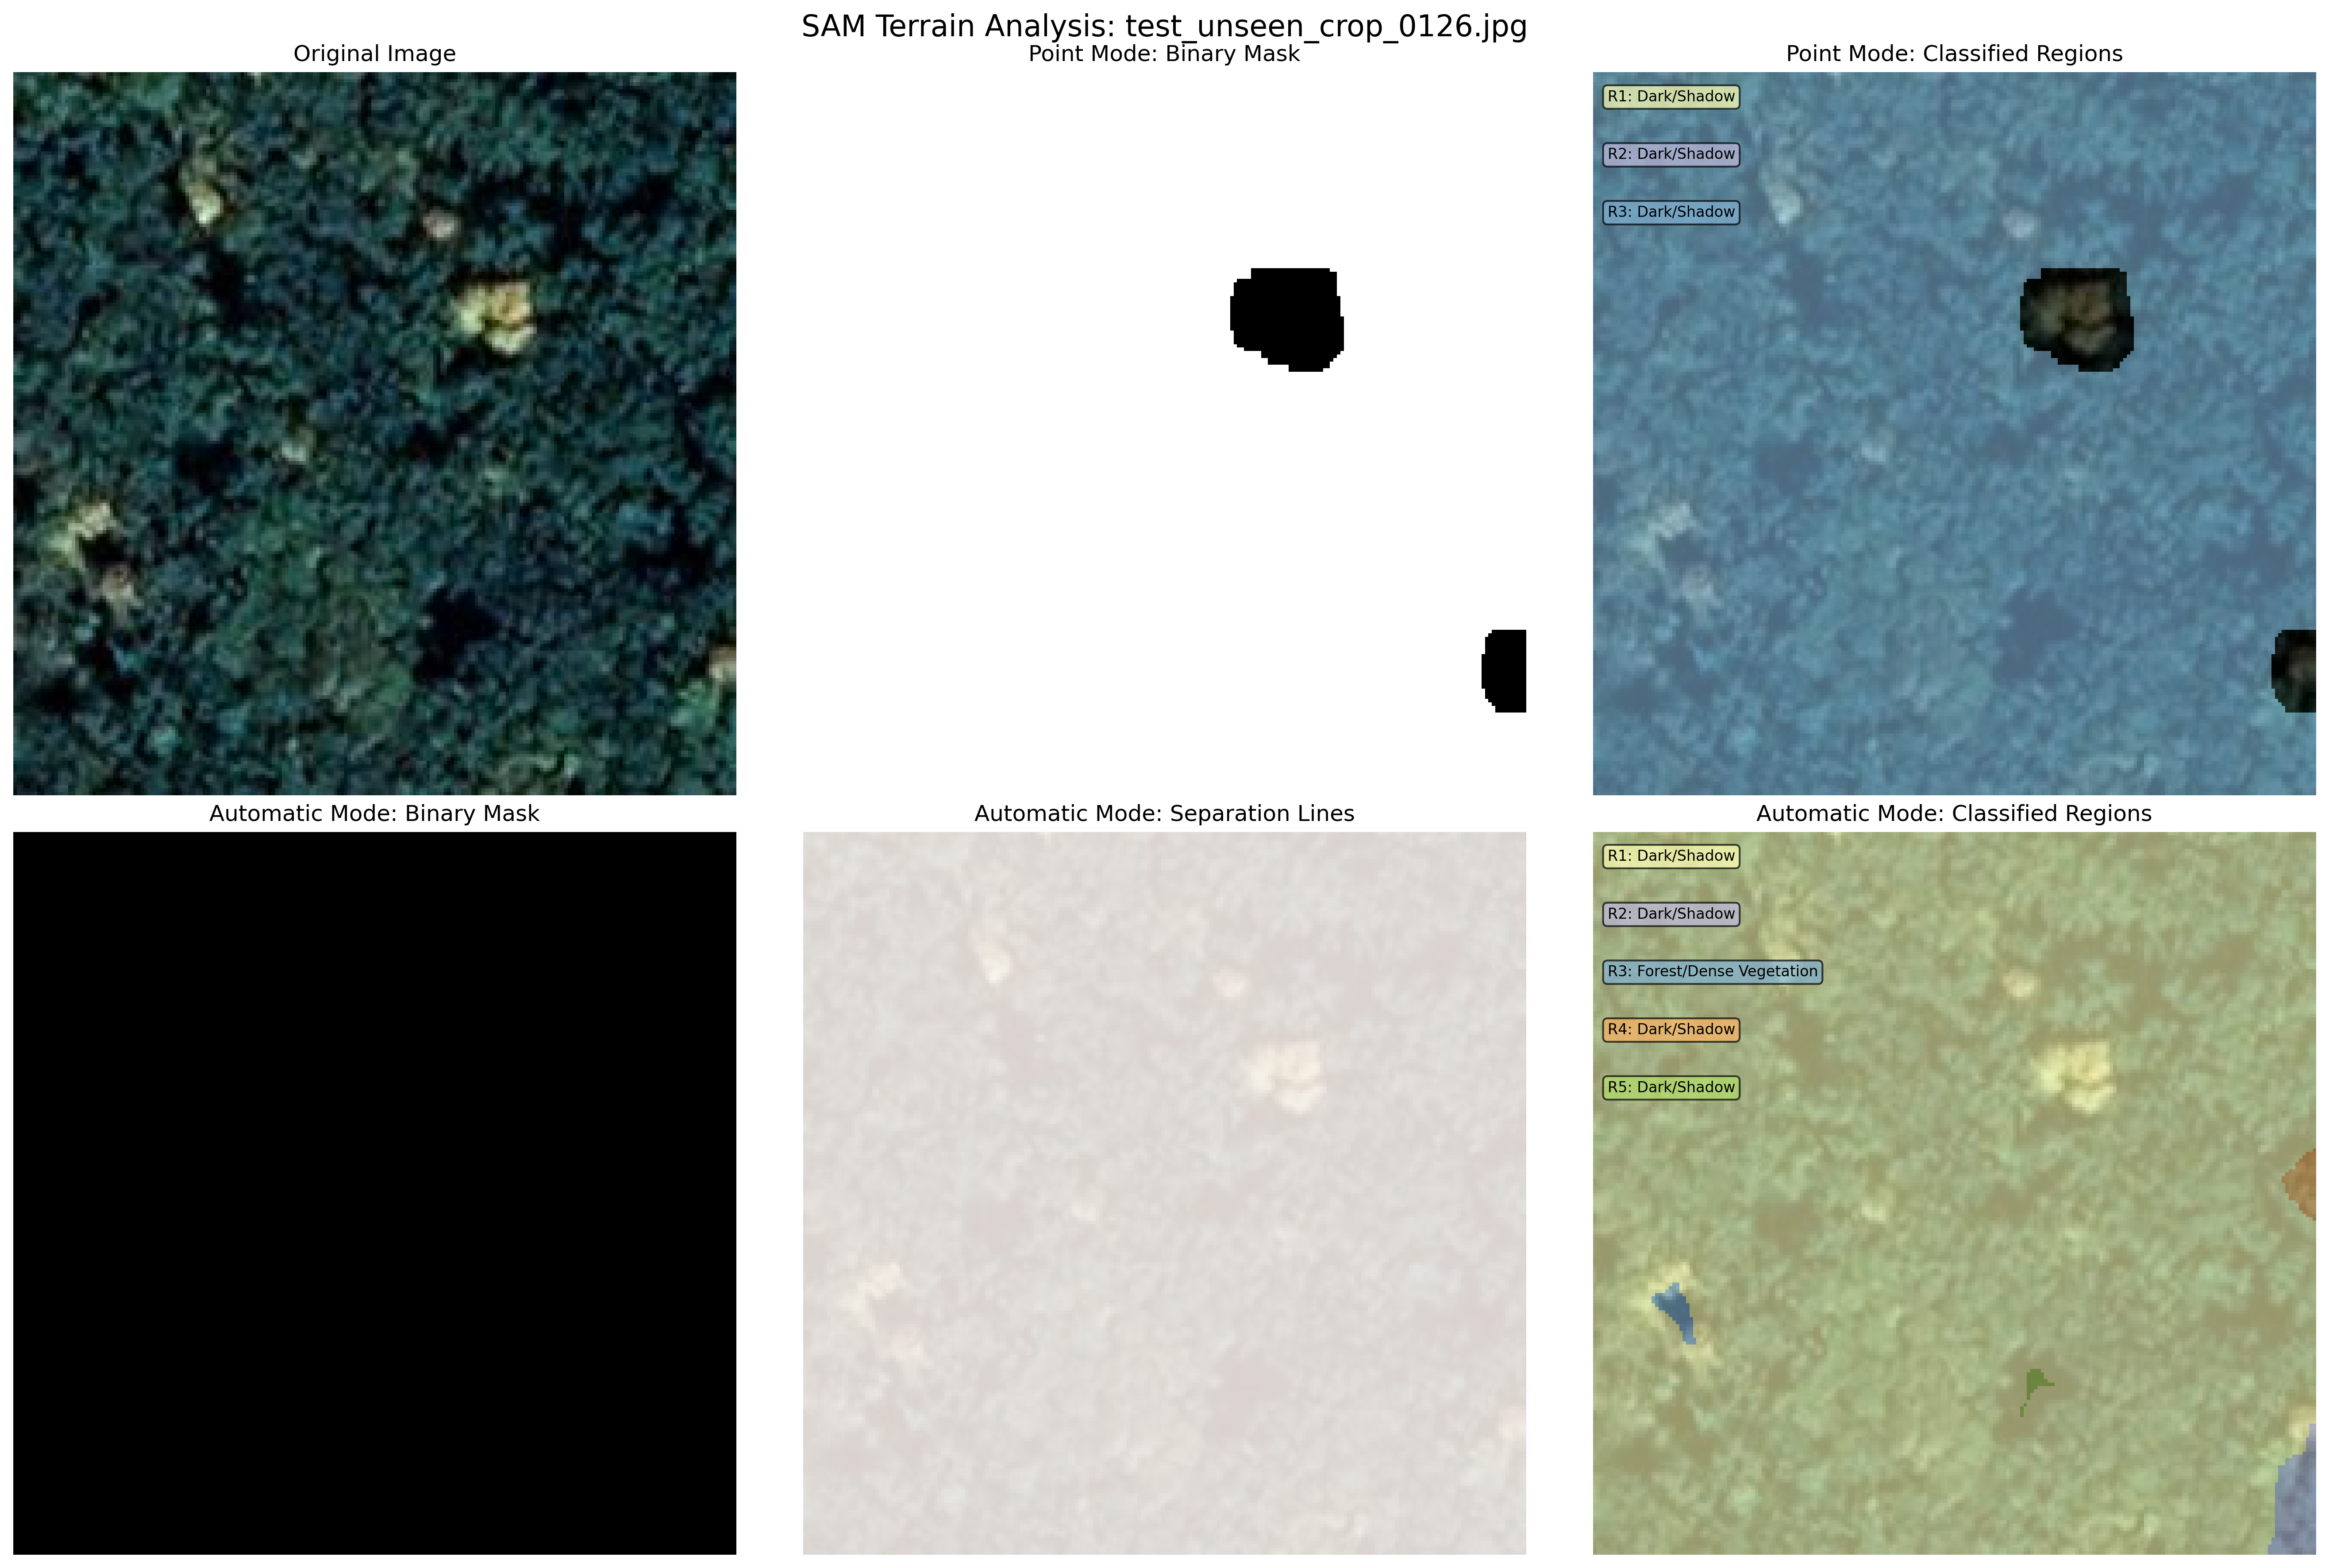 SAM Terrain Analysis: test_unseen_crop_0126.jpg
Original Image
Point Mode: Binary Mask
Point Mode: Classified Regions
R1: Dark/Shadow
R2: Dark/Shadow
R3: Dark/Shadow
Automatic Mode: Binary Mask
Automatic Mode: Separation Lines
Automatic Mode: Classified Regions
R1: Dark/Shadow
R2: Dark/Shadow
R3: Forest/Dense Vegetation
R4: Dark/Shadow
R5: Dark/Shadow